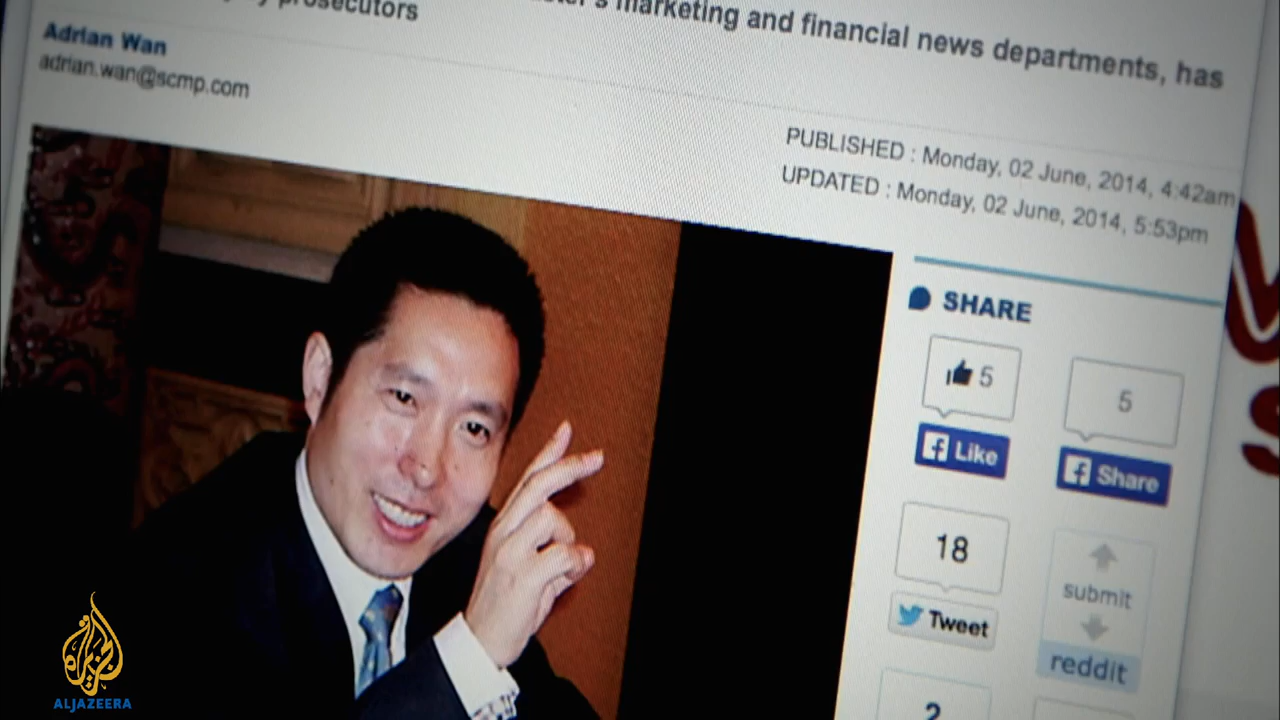 's marketing and financial news departments, has
prosecutors
Adrian Wan
adrian.wan@scmp.com
PUBLISHED : Monday, 02 June, 2014, 4:42am
UPDATED : Monday, 02 June, 2014, 5:53pm
SHARE
5
5
Like
Share
18
submit
Tweet
reddit
2
الجزيرة
ALJAZEERA